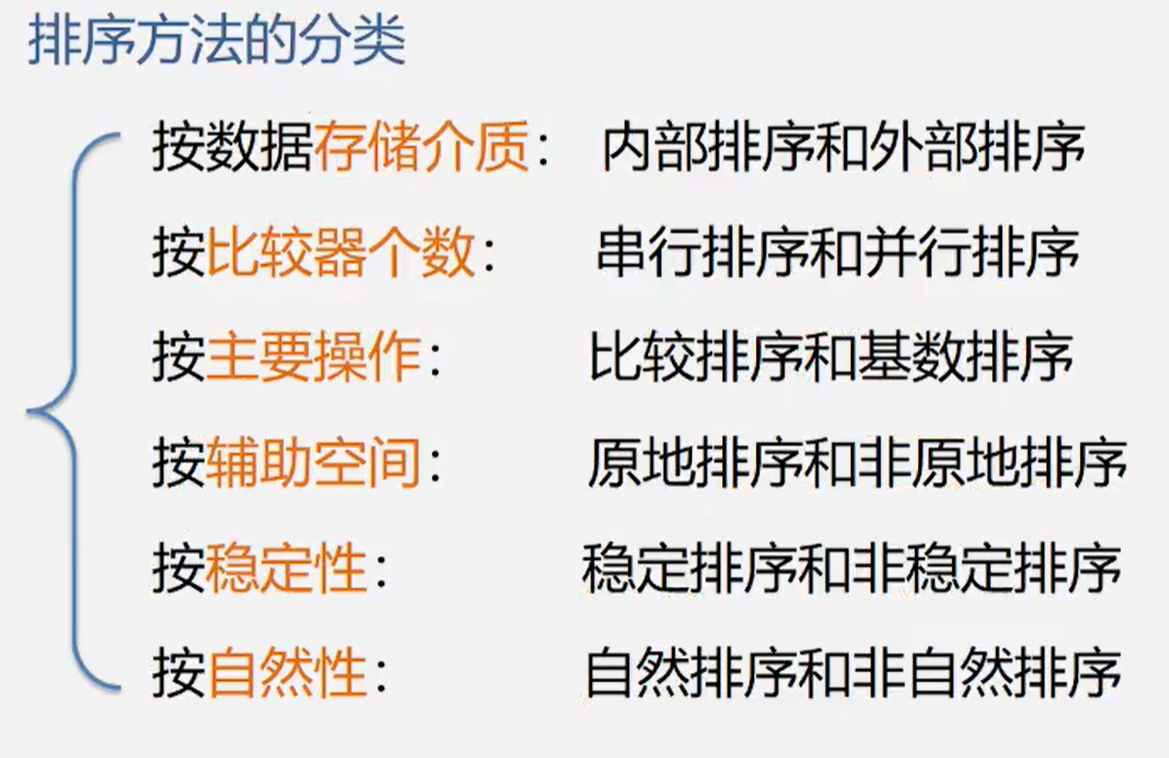 排序方法的分类
按数据存储介质： 内部排序和外部排序
按比较器个数： 串行排序和并行排序
按主要操作： 比较排序和基数排序
按辅助空间： 原地排序和非原地排序
按稳定性： 稳定排序和非稳定排序
按自然性： 自然排序和非自然排序